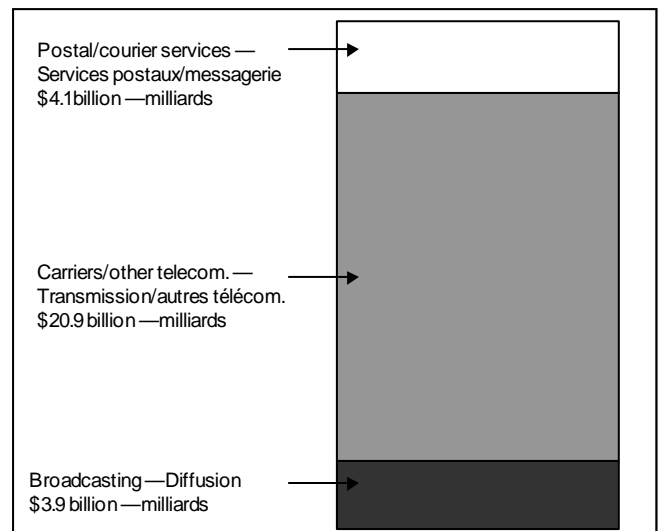 Postal/courier services —
Services postaux/messagerie
$4.1billion —milliards
Carriers/other telecom. —
Transmission/autres télécom.
$20.9 billion —milliards
Broadcasting —Diffusion
$3.9 billion —milliards